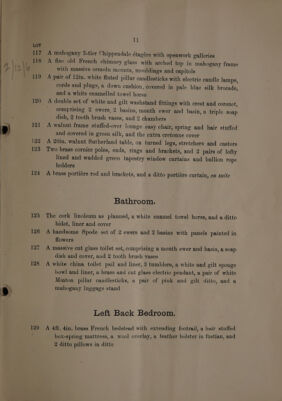 11
LOT
117 A mahogany 3-tier Chippendale étagère with openwork galleries
118 A fine old French chimney glass with arched top in mahogany frame
with massive ormolu mounts, mouldings and capitols
119 A pair of 12in. white fluted pillar candlesticks with electric candle lamps,
cords and plugs, a down cushion, covered in pale blue silk brocade,
and a white enamelled towel horse
120 A double set of white and gilt washstand fittings with crest and coronet,
comprising 2 ewers, 2 basins, mouth ewer and basin, a triple soap
dish, 2 tooth brush vases, and 2 chambers
121 A walnut frame stuffed-over lounge easy chair, spring and hair stuffed
and covered in green silk, and the extra cretonne cover
122 A 20in. walnut Sutherland table, on turned legs, stretchers and castors
123 Two brass cornice poles, ends, rings and brackets, and 2 pairs of lofty
lined and wadded green tapestry window curtains and bullion rope
holders
124 A brass portière rod and brackets, and a ditto portière curtain, en suite
Bathroom.
125 The cork linoleum as planned, a white enamel towel horse, and a ditto
bidet, liner and cover
126 A handsome Spode set of 2 ewers and 2 basins with panels painted in
flowers
127 A massive cut glass toilet set, comprising a mouth ewer and basin, a soap
dish and cover, and 2 tooth brush vases
128 A white china toilet pail and liner, 3 tumblers, a white and gilt sponge
bowl and liner, a brass and cut glass electric pendant, a pair of white
Minton pillar candlesticks, a pair of pink and gilt ditto, and a
mahogany luggage stand
Left Back Bedroom.
129 A 4ft. 4in. brass French bedstead with extending footrail, a hair stuffed
box-spring mattress, a wool overlay, a feather bolster in fustian, and
2 ditto pillows in ditto